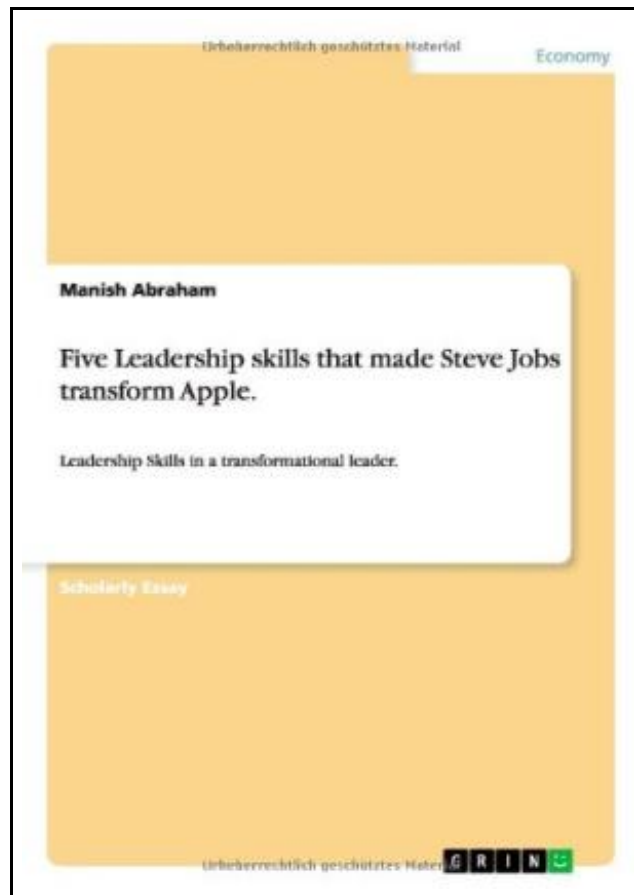 Urheberrechtlich geschütztes Material
Economy
Manish Abraham
Five Leadership skills that made Steve Jobs
transform Apple.
Leadership Skills in a transformational leader.
Scholarly Essay
Urheberrechtlich geschütztes Mater
GRIN